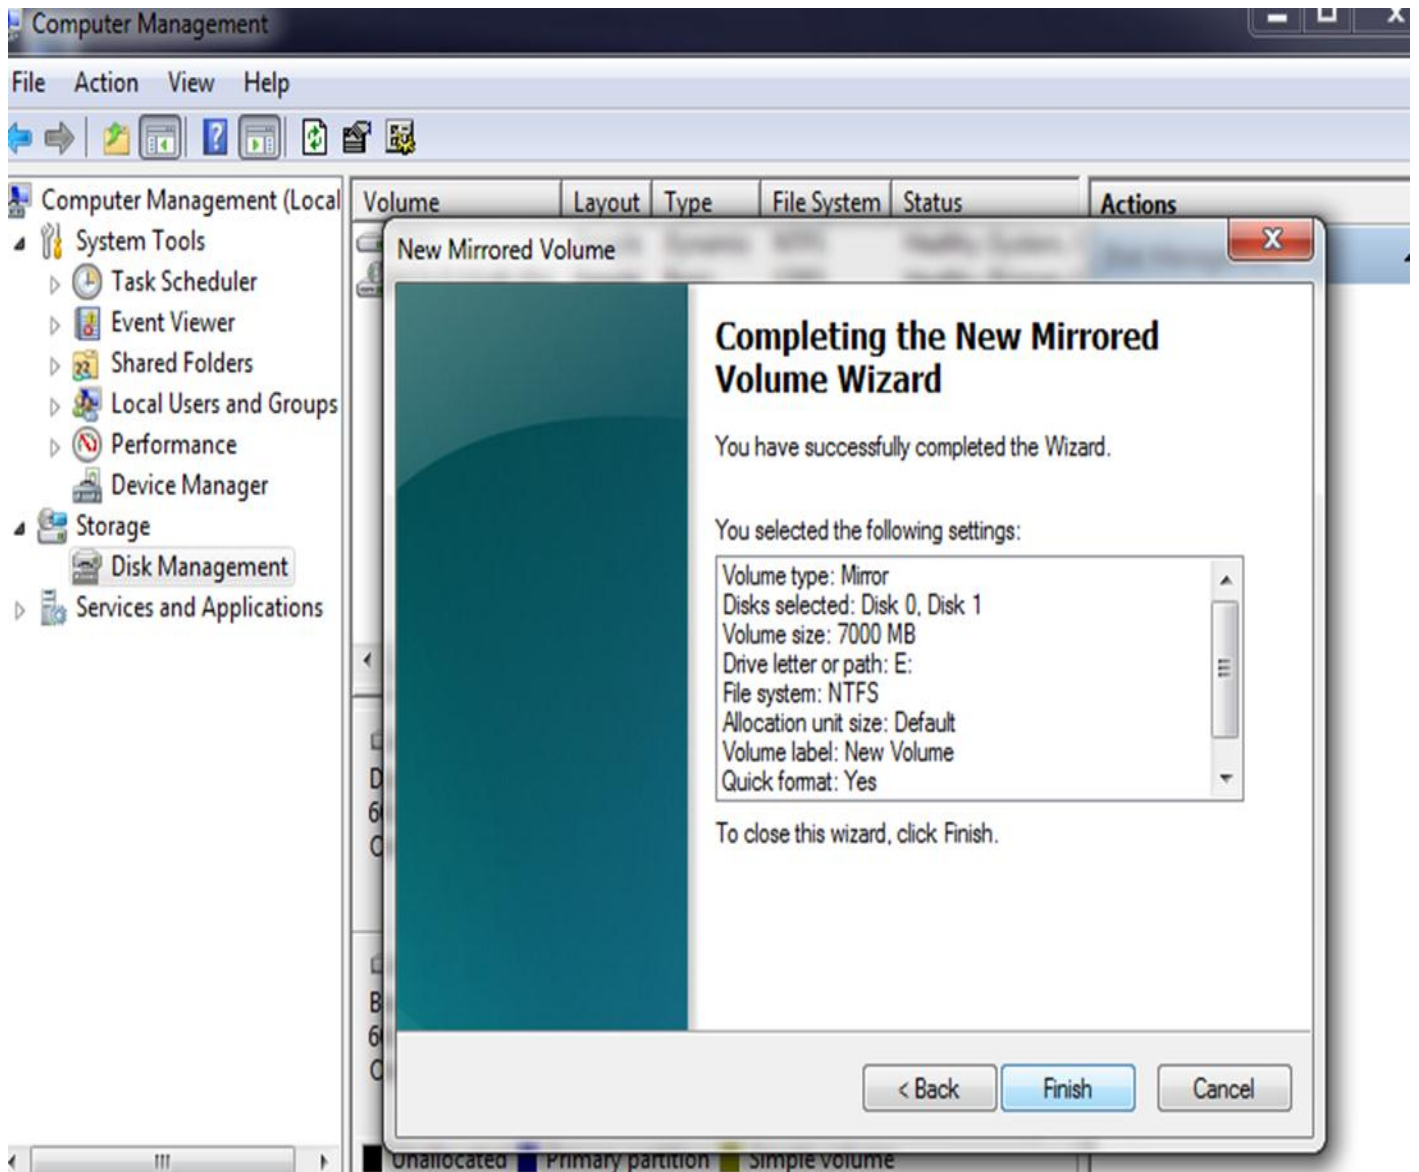 Computer Management
File Action View Help
Computer Management (Local
System Tools
Task Scheduler
Event Viewer
Shared Folders
Local Users and Groups
Performance
Device Manager
Storage
Disk Management
Services and Applications
Volume Layout Type File System Status
Actions
New Mirrored Volume
Completing the New Mirrored
Volume Wizard
You have successfully completed the Wizard.
You selected the following settings:
Volume type: Mirror
Disks selected: Disk 0, Disk 1
Volume size: 7000 MB
Drive letter or path: E:
File system: NTFS
Allocation unit size: Default
Volume label: New Volume
Quick format: Yes
To close this wizard, click Finish.
< Back Finish Cancel
Unallocated Primary partition Simple volume